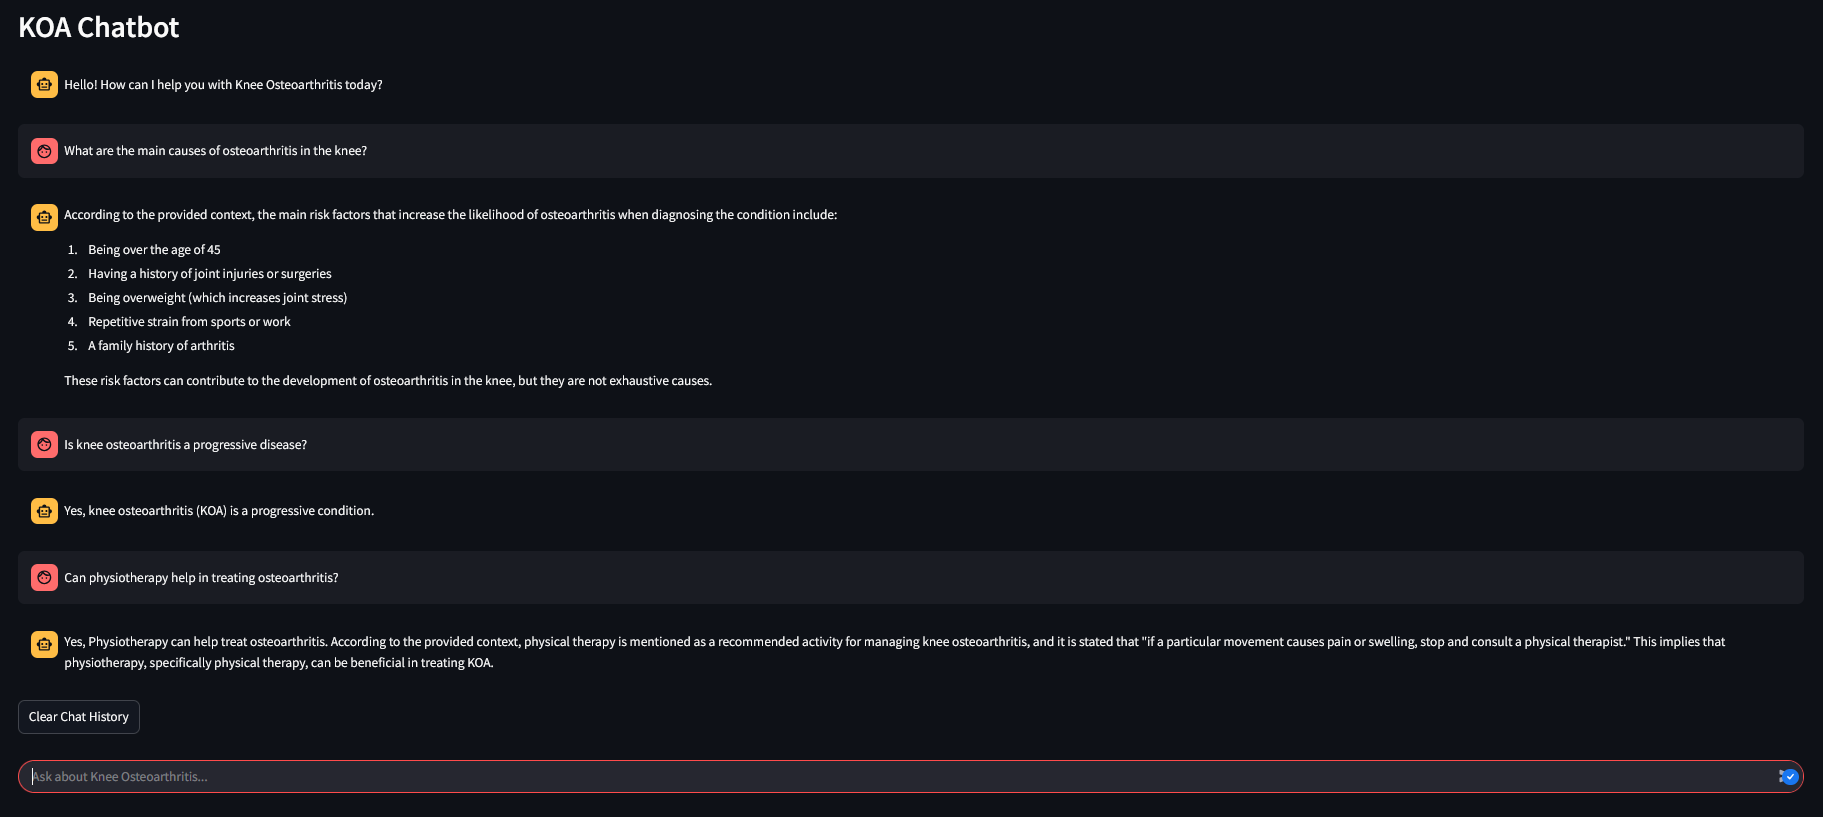 KOA Chatbot
Hello! How can I help you with Knee Osteoarthritis today?
What are the main causes of osteoarthritis in the knee?
According to the provided context, the main risk factors that increase the likelihood of osteoarthritis when diagnosing the condition include:
1. Being over the age of 45
2. Having a history of joint injuries or surgeries
3. Being overweight (which increases joint stress)
4. Repetitive strain from sports or work
5. A family history of arthritis
These risk factors can contribute to the development of osteoarthritis in the knee, but they are not exhaustive causes.
Is knee osteoarthritis a progressive disease?
Yes, knee osteoarthritis (KOA) is a progressive condition.
Can physiotherapy help in treating osteoarthritis?
Yes, Physiotherapy can help treat osteoarthritis. According to the provided context, physical therapy is mentioned as a recommended activity for managing knee osteoarthritis, and it is stated that "if a particular movement causes pain or swelling, stop and consult a physical therapist." This implies that
physiotherapy, specifically physical therapy, can be beneficial in treating KOA.
Clear Chat History
Ask about Knee Osteoarthritis...